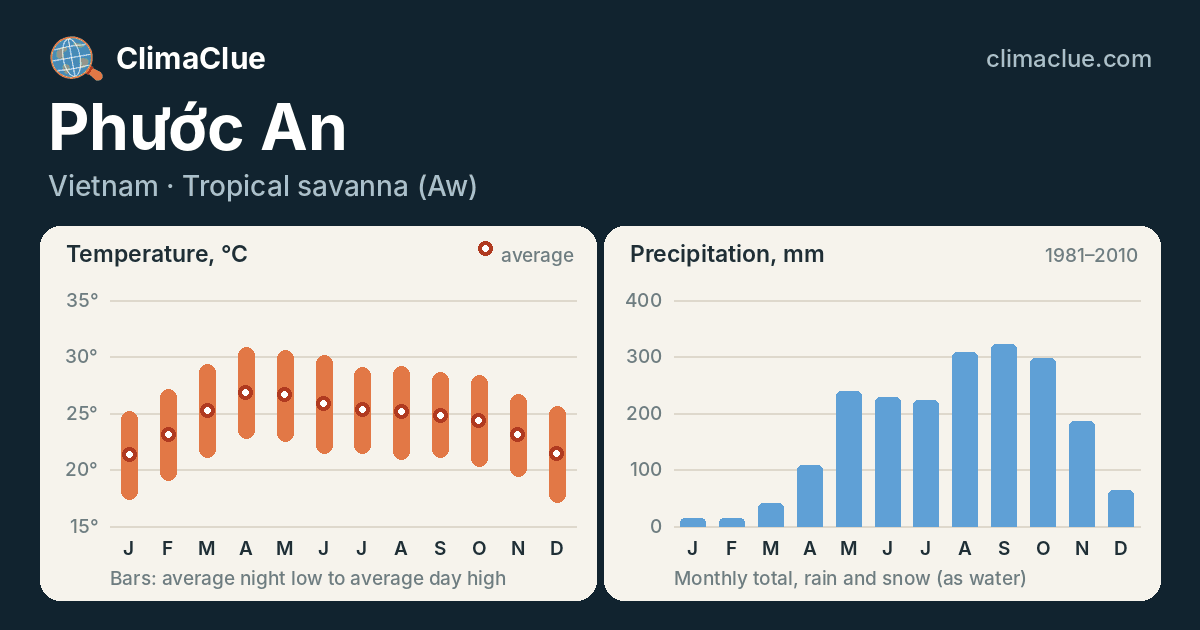 ClimaClue
climaclue.com
Phước An
Vietnam · Tropical savanna (Aw)
Temperature, °C
average
35°
30°
25°
20°
15°
J F M A M J J A S O N D
Bars: average night low to average day high
Precipitation, mm
1981–2010
400
300
200
100
0
J F M A M J J A S O N D
Monthly total, rain and snow (as water)